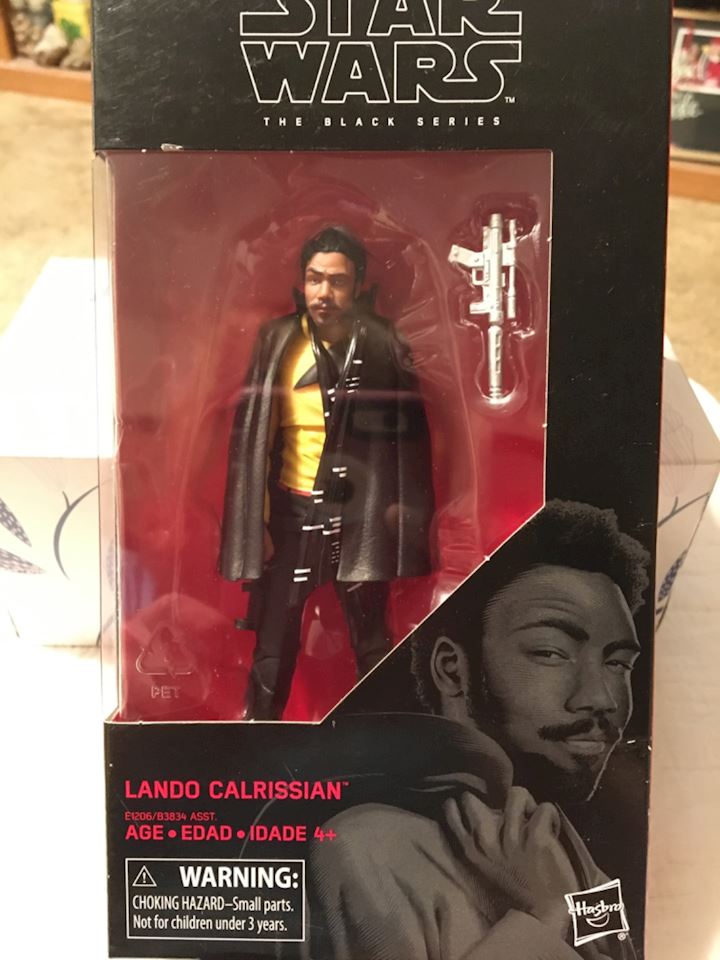 STAR
WARS™
THE BLACK SERIES
PET
LANDO CALRISSIAN™
E1206/B3834 ASST.
AGE • EDAD • IDADE 4+
⚠ WARNING:
CHOKING HAZARD–Small parts.
Not for children under 3 years.
Hasbro
®